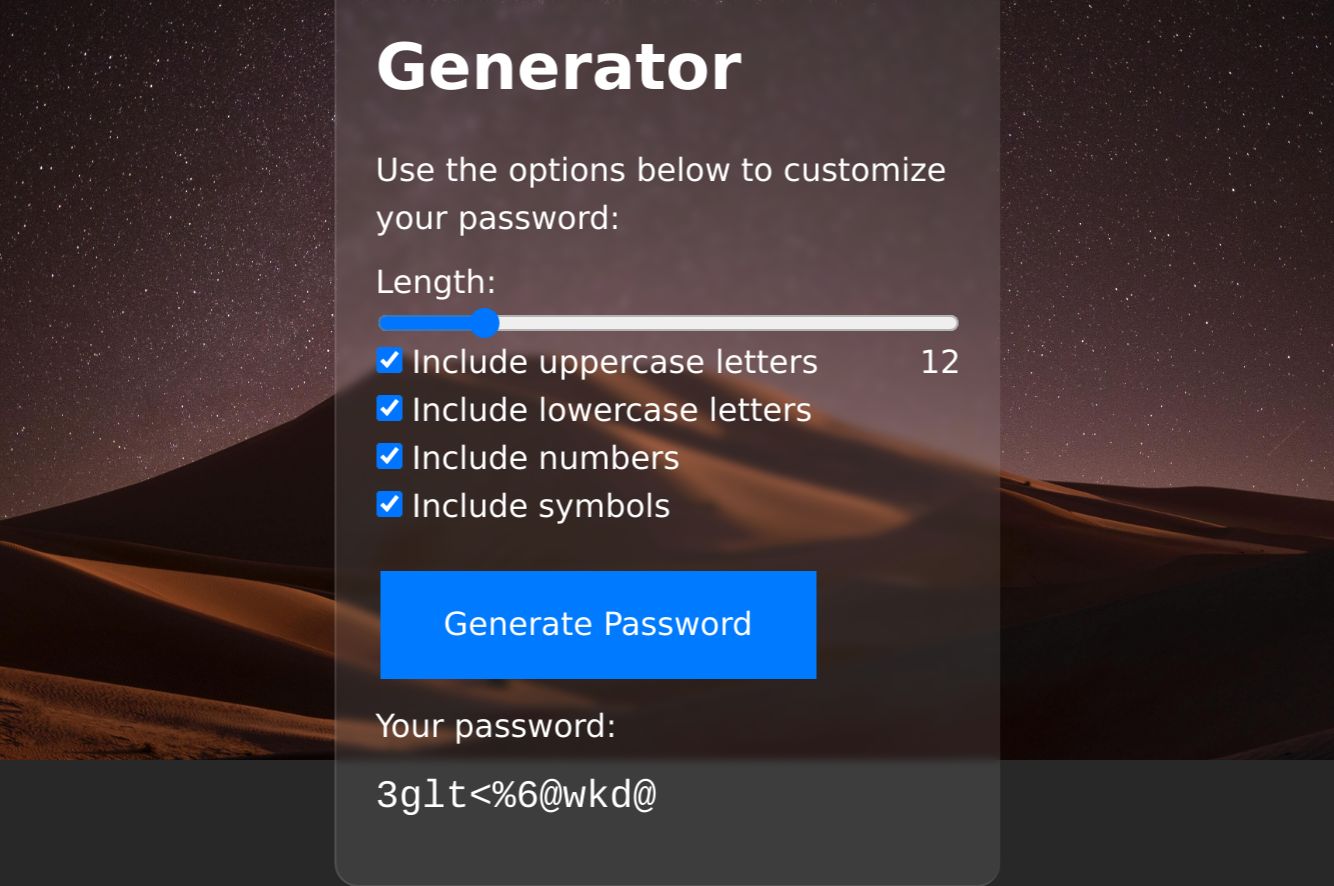 Generator
Use the options below to customize
your password:
Length:
Include uppercase letters 12
Include lowercase letters
Include numbers
Include symbols
Generate Password
Your password:
3glt<%6@wkd@